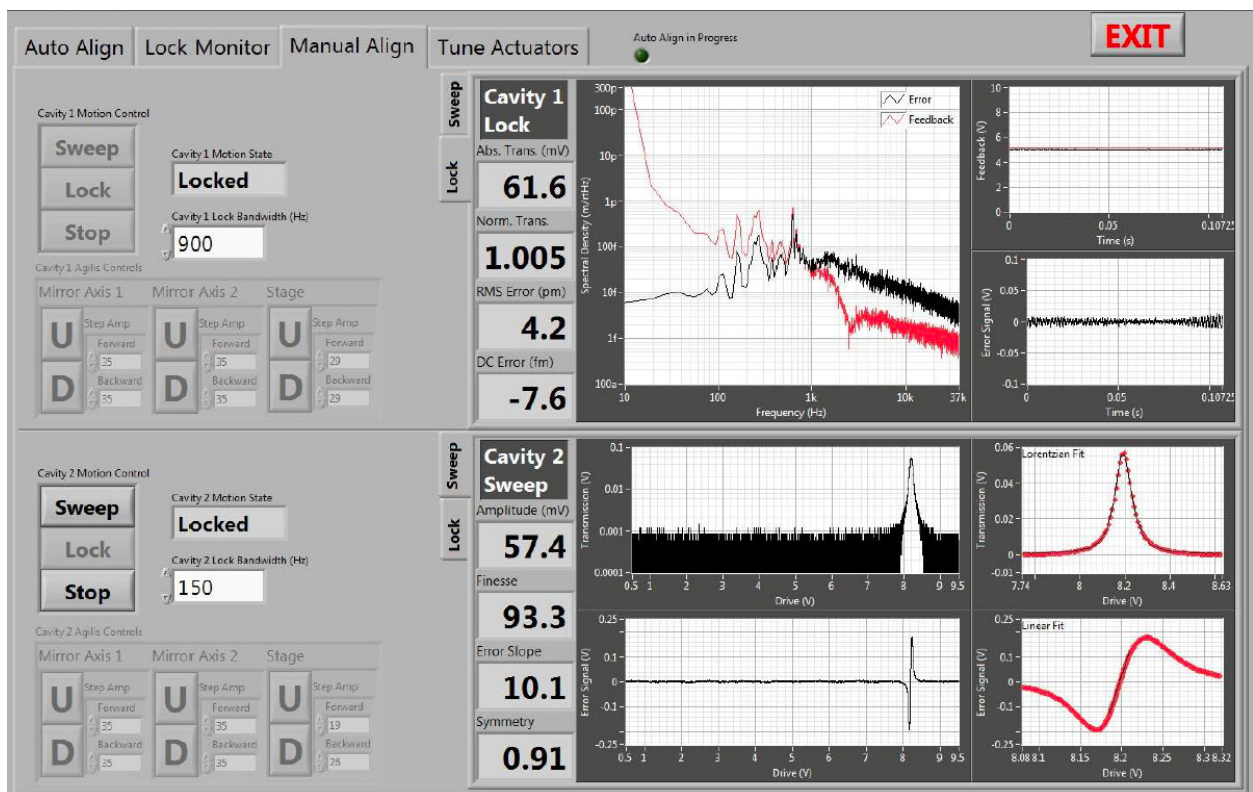 Auto Align
Lock Monitor
Manual Align
Tune Actuators
Auto Align in Progress
EXIT
Cavity 1 Motion Control
Sweep
Lock
Stop
Cavity 1 Motion State
Locked
Cavity 1 Lock Bandwidth (Hz)
900
Cavity 1 Agilis Controls
Mirror Axis 1 Mirror Axis 2 Stage
U Step Amp U Step Amp U Step Amp
Forward Forward Forward
35 35 29
D Backward D Backward D Backward
35 35 29
Sweep
Lock
Cavity 1
Lock
Abs. Trans. (mV)
61.6
Norm. Trans.
1.005
RMS Error (pm)
4.2
DC Error (fm)
-7.6
Error
Feedback
Spectral Density (m/rtHz)
300p
100p
10p
1p
100f
10f
1f
100a
10 100 1k 10k 37k
Frequency (Hz)
Feedback (V)
10
8
6
4
2
0
0 0.05 0.10725
Time (s)
Error Signal (V)
0.1
0.05
0
-0.05
-0.1
0 0.05 0.10725
Time (s)
Cavity 2 Motion Control
Sweep
Lock
Stop
Cavity 2 Motion State
Locked
Cavity 2 Lock Bandwidth (Hz)
150
Cavity 2 Agilis Controls
Mirror Axis 1 Mirror Axis 2 Stage
U Step Amp U Step Amp U Step Amp
Forward Forward Forward
35 35 19
D Backward D Backward D Backward
35 35 26
Sweep
Lock
Cavity 2
Sweep
Amplitude (mV)
57.4
Finesse
93.3
Error Slope
10.1
Symmetry
0.91
Transmission (V)
0.1
0.01
0.001
0.0001
0.5 1 2 3 4 5 6 7 8 9 9.5
Drive (V)
Lorentzian Fit
Transmission (V)
0.06
0.04
0.02
0
-0.01
7.74 8 8.2 8.4 8.63
Drive (V)
Error Signal (V)
0.25
0.1
0
-0.1
-0.25
0.5 1 2 3 4 5 6 7 8 9 9.5
Drive (V)
Linear Fit
Error Signal (V)
0.25
0.1
0
-0.1
-0.25
8.08 8.1 8.15 8.2 8.25 8.3 8.32
Drive (V)